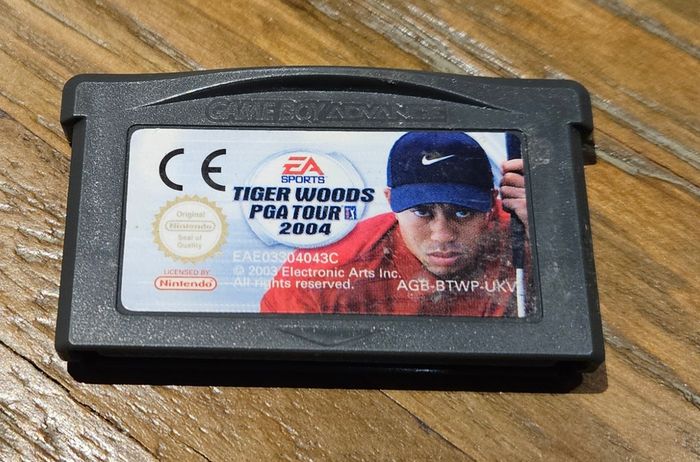 GAME BOY ADVANCE
CE
EA
SPORTS
TIGER WOODS
PGA TOUR
2004
Original
Nintendo
Seal of
Quality
LICENSED BY
Nintendo
EAE03304043C
© 2003 Electronic Arts Inc.
All rights reserved.
AGB-BTWP-UKV